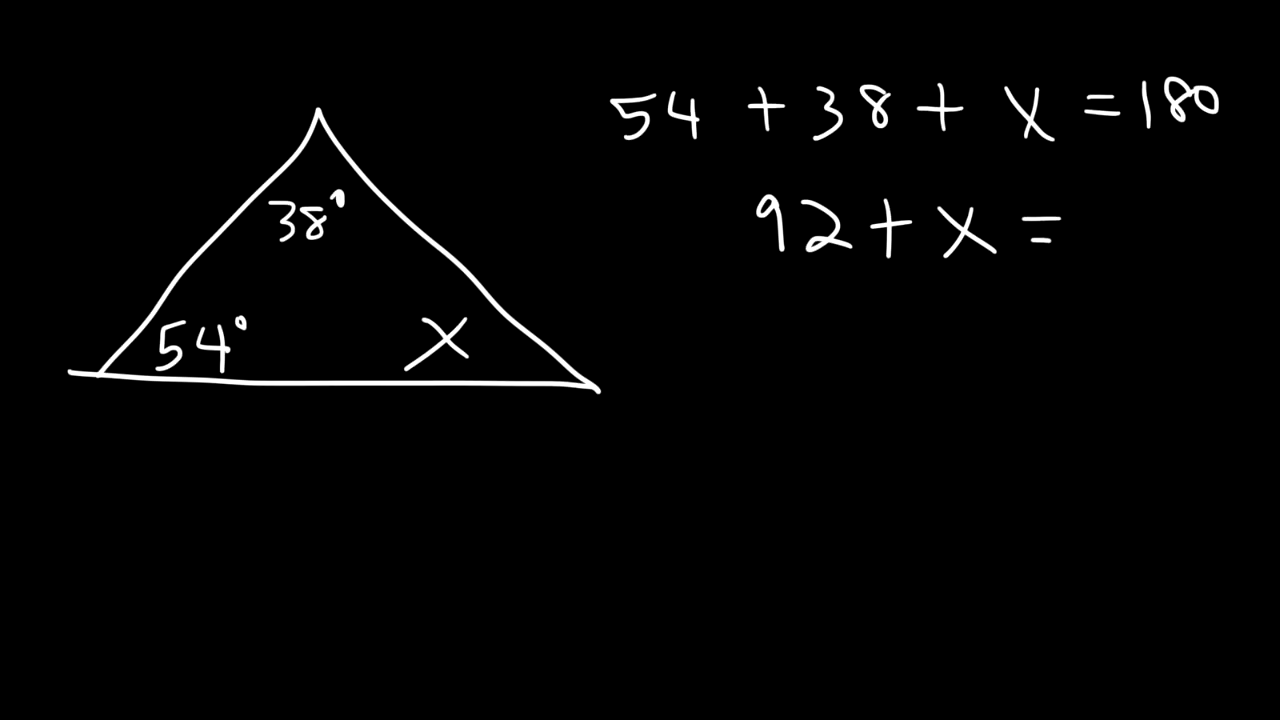 54 + 38 + x = 180
92 + x =
38°
54° x